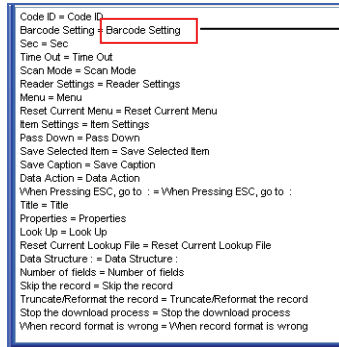 Code ID = Code ID
Barcode Setting = Barcode Setting
Sec = Sec
Time Out = Time Out
Scan Mode = Scan Mode
Reader Settings = Reader Settings
Menu = Menu
Reset Current Menu = Reset Current Menu
Item Settings = Item Settings
Pass Down = Pass Down
Save Selected Item = Save Selected Item
Save Caption = Save Caption
Data Action = Data Action
When Pressing ESC, go to : = When Pressing ESC, go to :
Title = Title
Properties = Properties
Look Up = Look Up
Reset Current Lookup File = Reset Current Lookup File
Data Structure : = Data Structure :
Number of fields = Number of fields
Skip the record = Skip the record
Truncate/Reformat the record = Truncate/Reformat the record
Stop the download process = Stop the download process
When record format is wrong = When record format is wrong